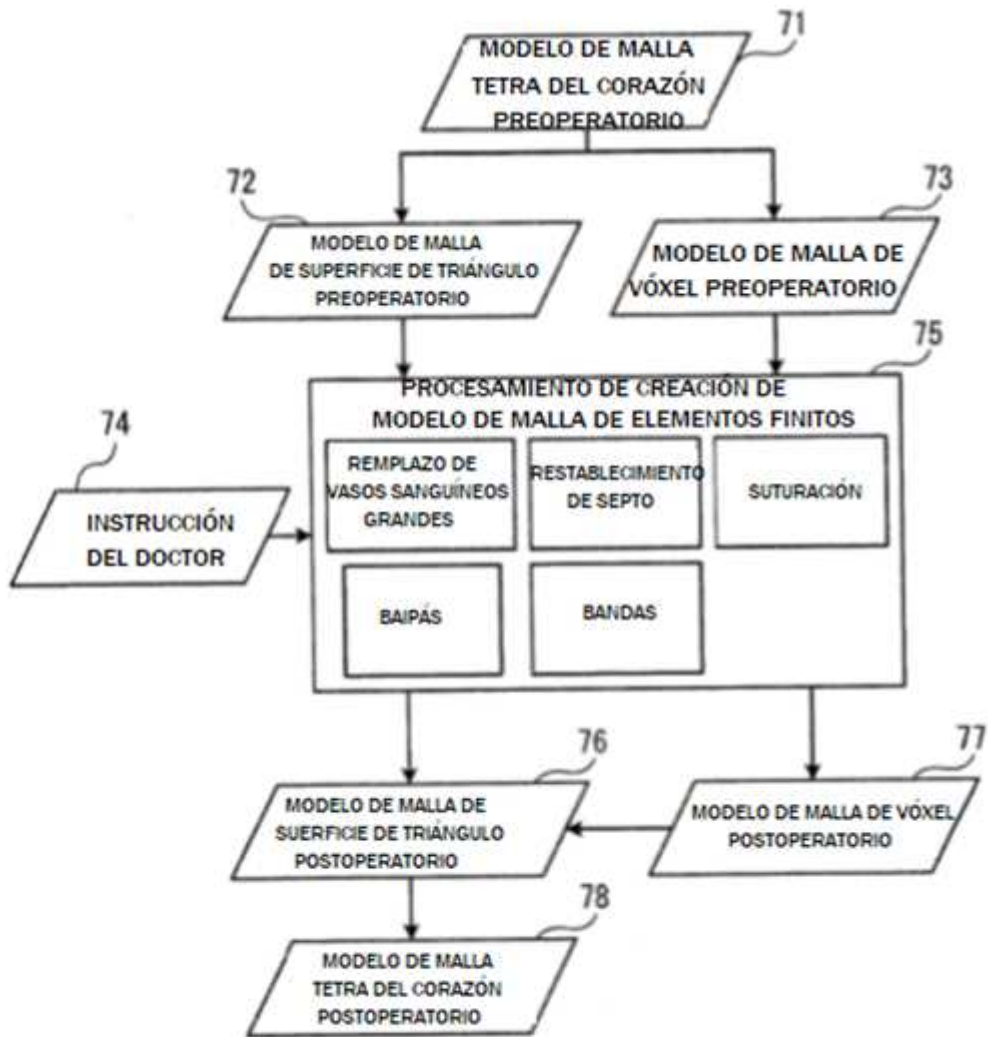 71
MODELO DE MALLA
TETRA DEL CORAZÓN
PREOPERATORIO
72
MODELO DE MALLA
DE SUPERFICIE DE TRIÁNGULO
PREOPERATORIO
73
MODELO DE MALLA DE
VÓXEL PREOPERATORIO
75
PROCESAMIENTO DE CREACIÓN DE
MODELO DE MALLA DE ELEMENTOS FINITOS
74
INSTRUCCIÓN
DEL DOCTOR
REMPLAZO DE
VASOS SANGUÍNEOS
GRANDES
RESTABLECIMIENTO
DE SEPTO
SUTURACIÓN
BAIPÁS
BANDAS
76
MODELO DE MALLA DE
SUERFICIE DE TRIÁNGULO
POSTOPERATORIO
77
MODELO DE MALLA DE VÓXEL
POSTOPERATORIO
78
MODELO DE MALLA
TETRA DEL CORAZÓN
POSTOPERATORIO